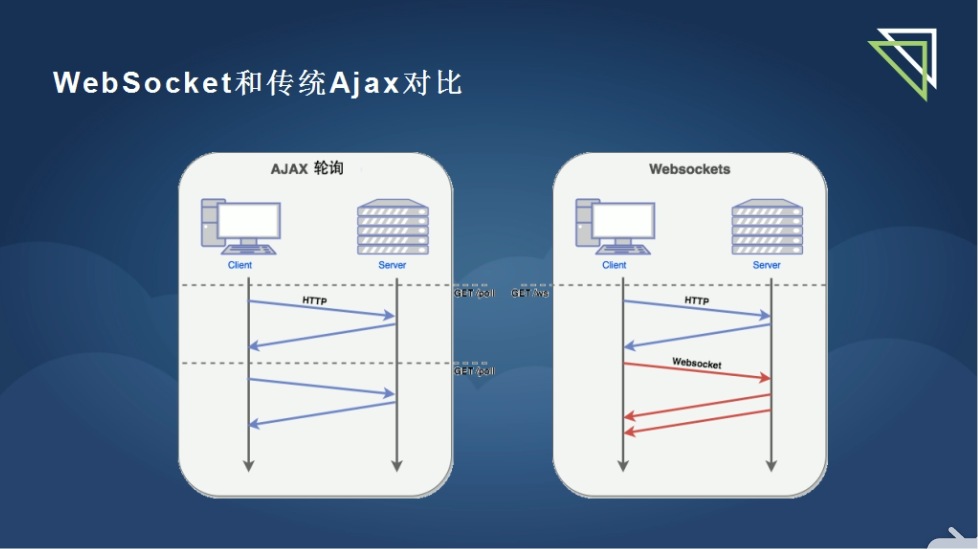 WebSocket和传统Ajax对比
AJAX 轮询
Client
Server
GET /poll
HTTP
GET /poll
Websockets
Client
Server
GET /ws
HTTP
Websocket